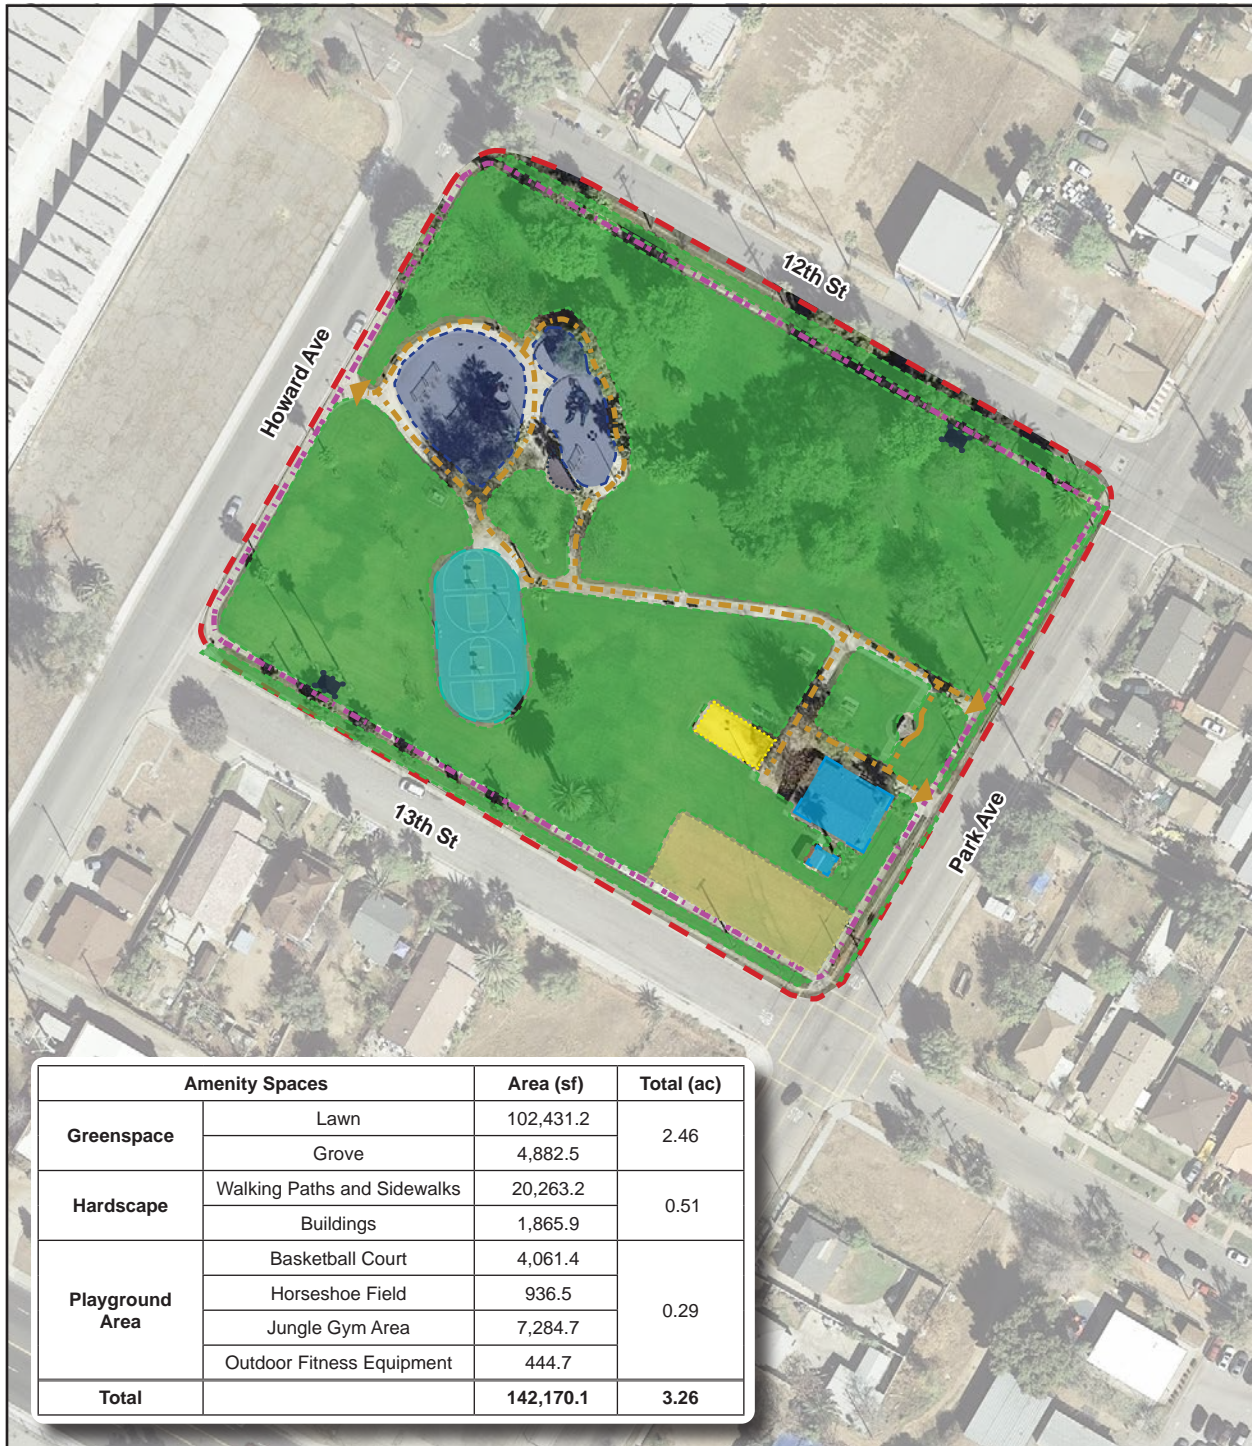 12th St
Howard Ave
13th St
Park Ave
Amenity Spaces Area (sf) Total (ac)
Greenspace Lawn 102,431.2 2.46
Grove 4,882.5
Hardscape Walking Paths and Sidewalks 20,263.2 0.51
Buildings 1,865.9
Playground Area Basketball Court 4,061.4 0.29
Horseshoe Field 936.5
Jungle Gym Area 7,284.7
Outdoor Fitness Equipment 444.7
Total 142,170.1 3.26